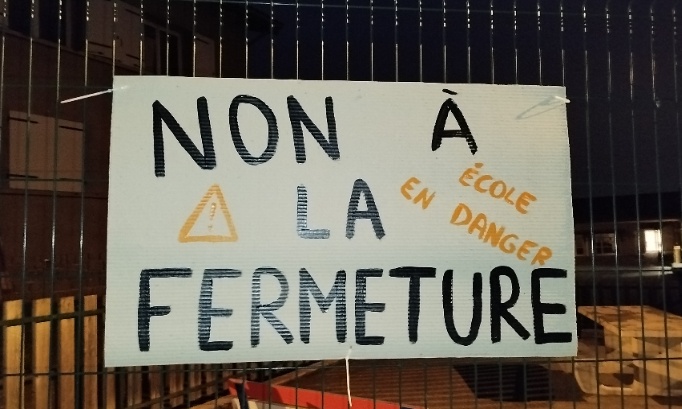 NON À
LA
ÉCOLE
EN DANGER
!
FERMETURE